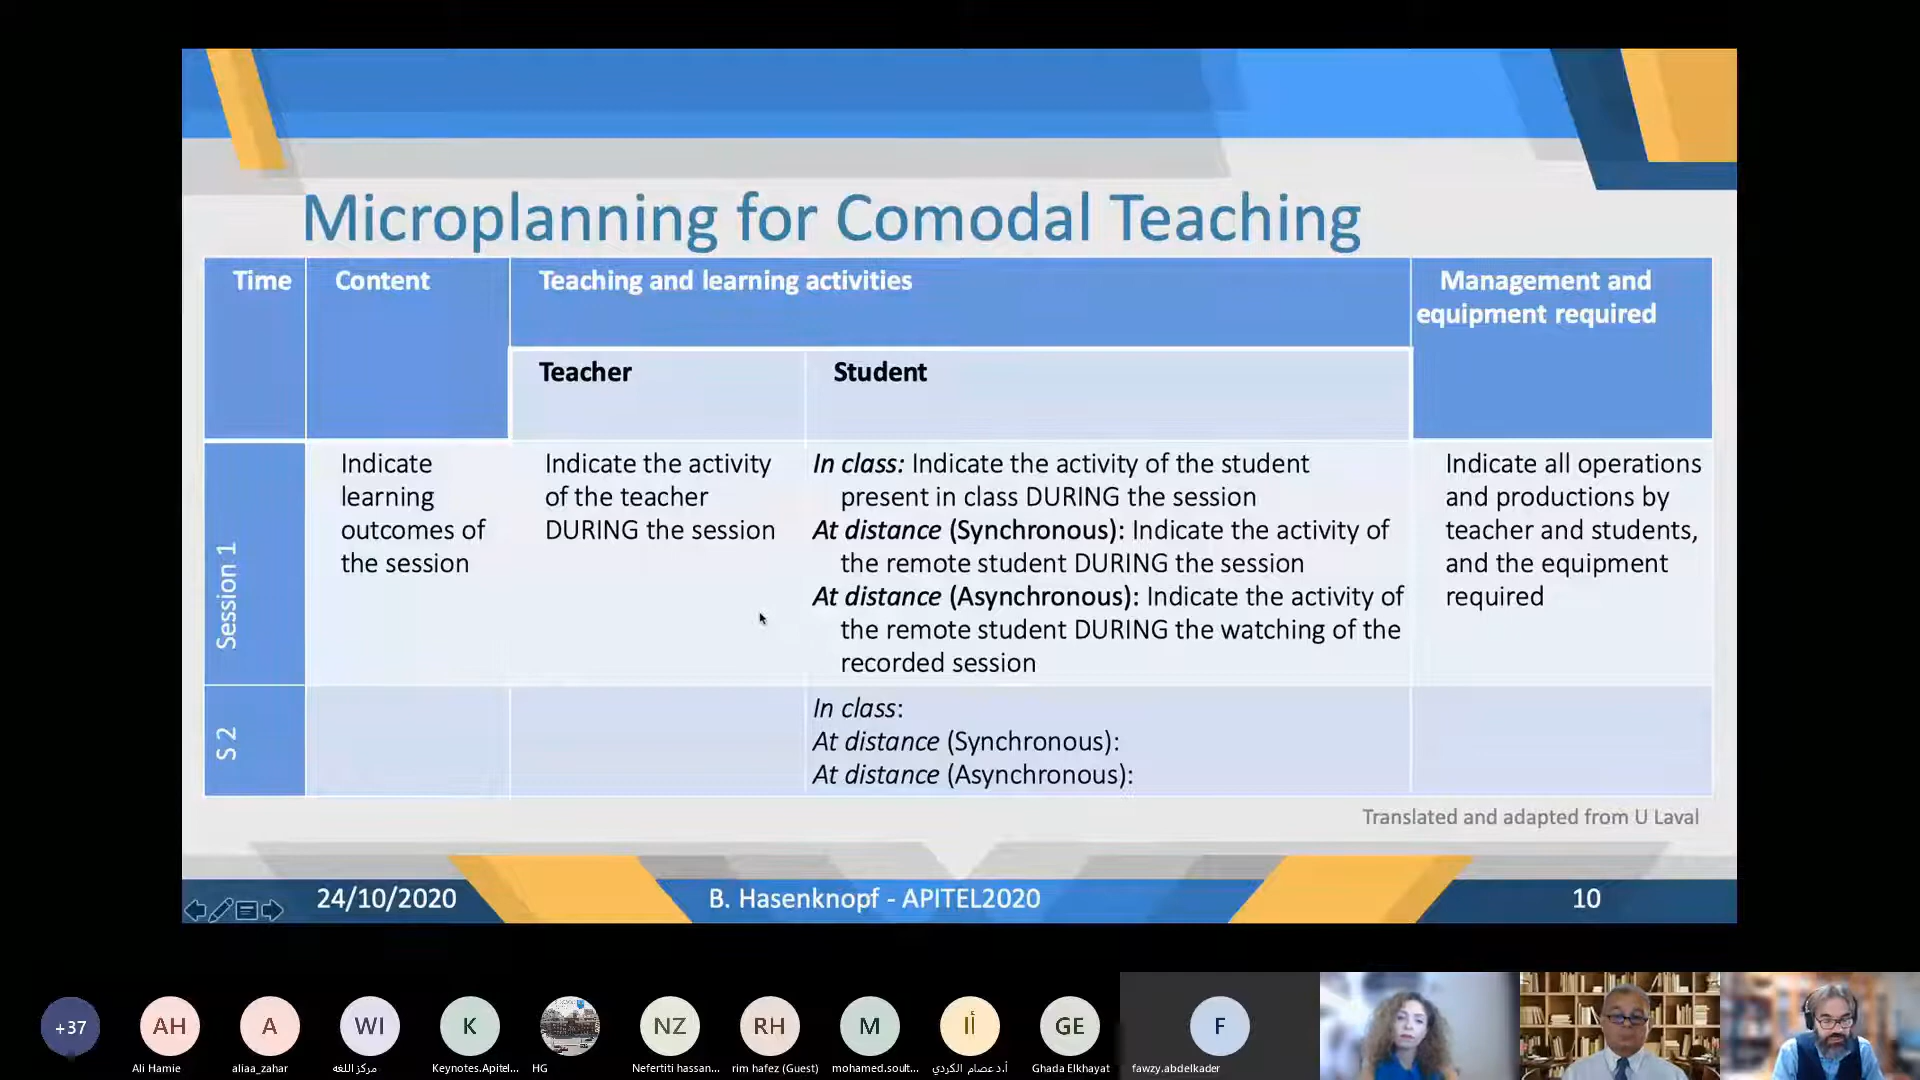 Microplanning for Comodal Teaching
Time
Content
Teaching and learning activities
Management and
equipment required
Teacher
Student
Session 1
Indicate
learning
outcomes of
the session
Indicate the activity
of the teacher
DURING the session
In class: Indicate the activity of the student
present in class DURING the session
At distance (Synchronous): Indicate the activity of
the remote student DURING the session
At distance (Asynchronous): Indicate the activity of
the remote student DURING the watching of the
recorded session
Indicate all operations
and productions by
teacher and students,
and the equipment
required
S 2
In class:
At distance (Synchronous):
At distance (Asynchronous):
Translated and adapted from U Laval
24/10/2020
B. Hasenknopf - APITEL2020
10
+37
AH
A
WI
K
NZ
RH
M
أا
GE
F
Ali Hamie
aliaa_zahar
مركز اللغه
Keynotes.Apitel...
HG
Nefertiti hassan...
rim hafez (Guest)
mohamed.soult...
أ.د عصام الكردي
Ghada Elkhayat
fawzy.abdelkader